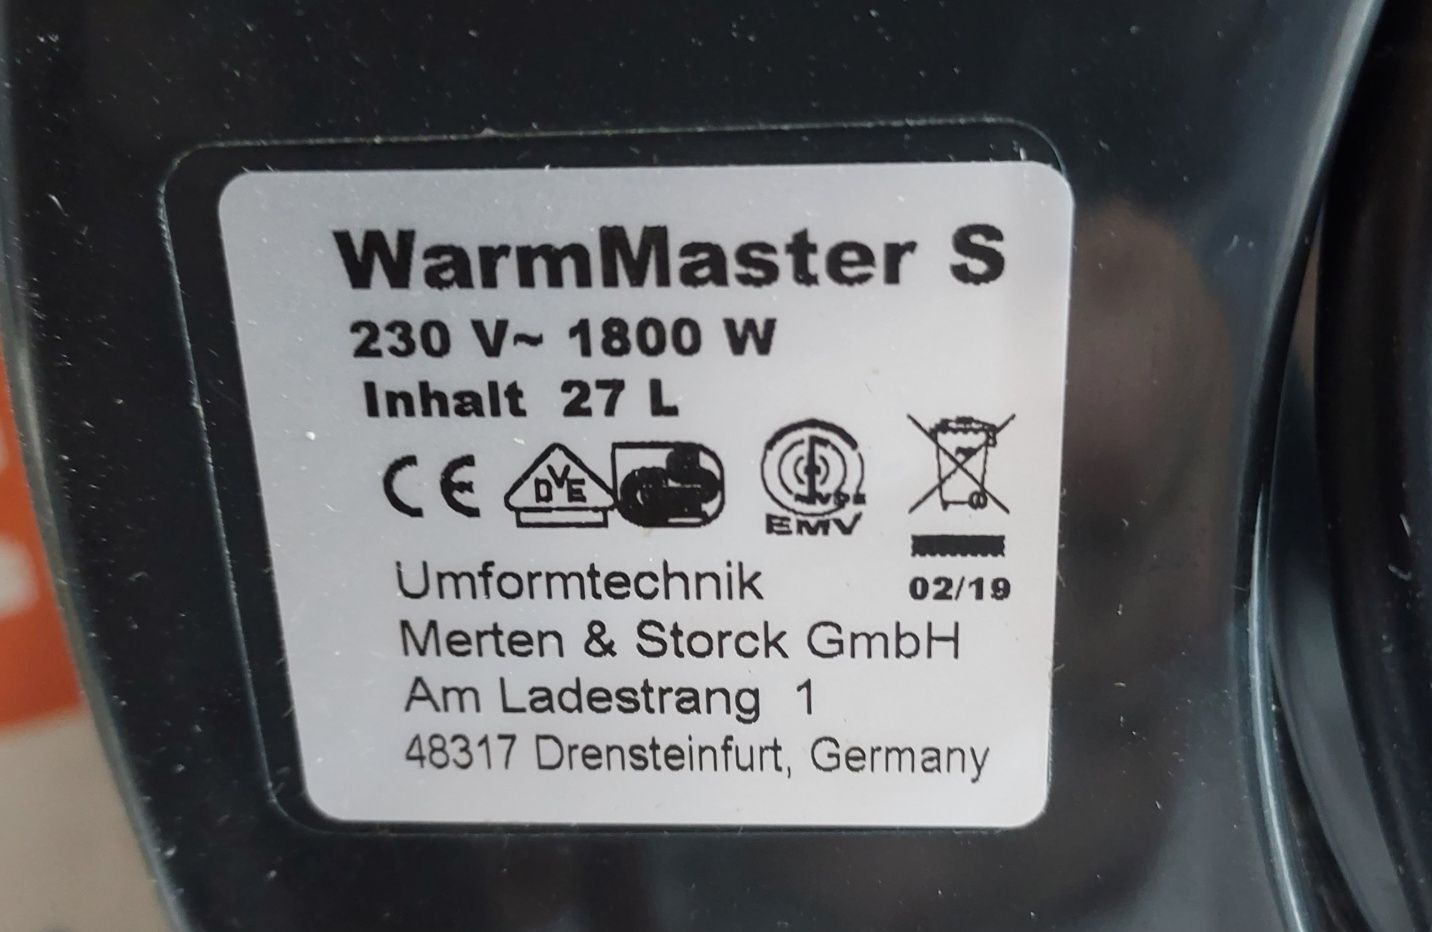 WarmMaster S
230 V~ 1800 W
Inhalt 27 L
CE
DVE
EMV
02/19
Umformtechnik
Merten & Storck GmbH
Am Ladestrang 1
48317 Drensteinfurt, Germany